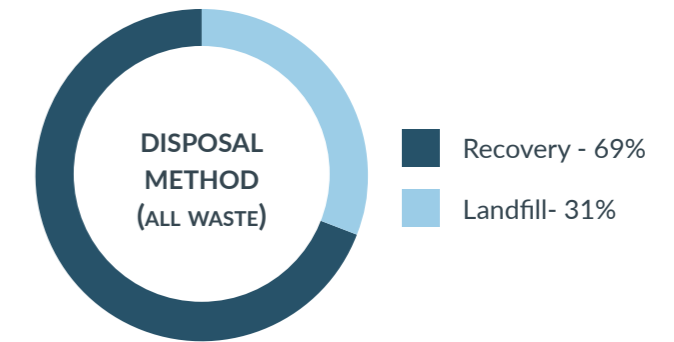 DISPOSAL
METHOD
(ALL WASTE)
Recovery - 69%
Landfill- 31%